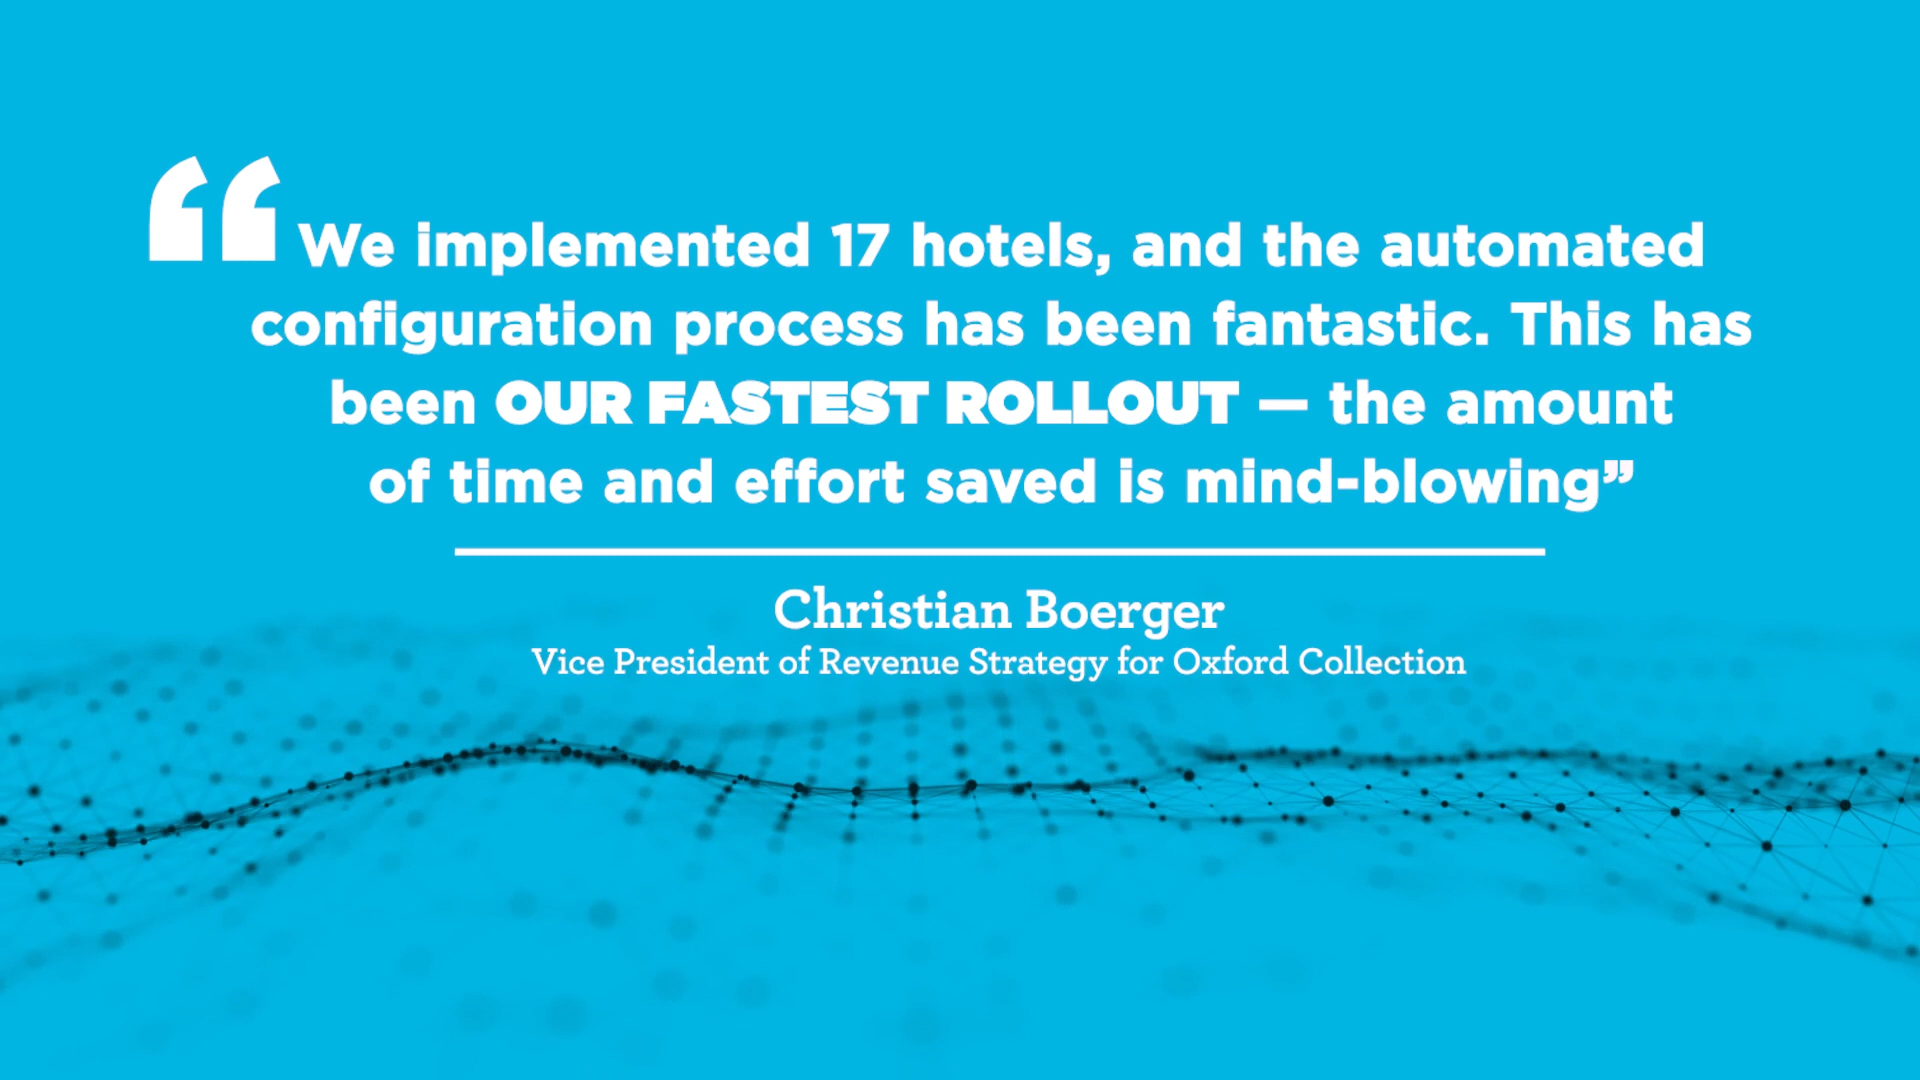 “We implemented 17 hotels, and the automated
configuration process has been fantastic. This has
been OUR FASTEST ROLLOUT — the amount
of time and effort saved is mind-blowing”
Christian Boerger
Vice President of Revenue Strategy for Oxford Collection